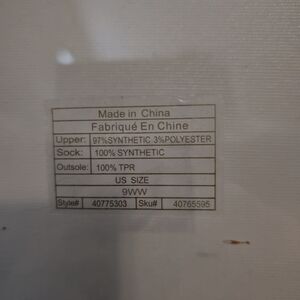 Made in China
Fabriqué En Chine
Upper: 97%SYNTHETIC 3%POLYESTER
Sock: 100% SYNTHETIC
Outsole: 100% TPR
US SIZE
9WW
Style# 40775303 Sku# 40765595